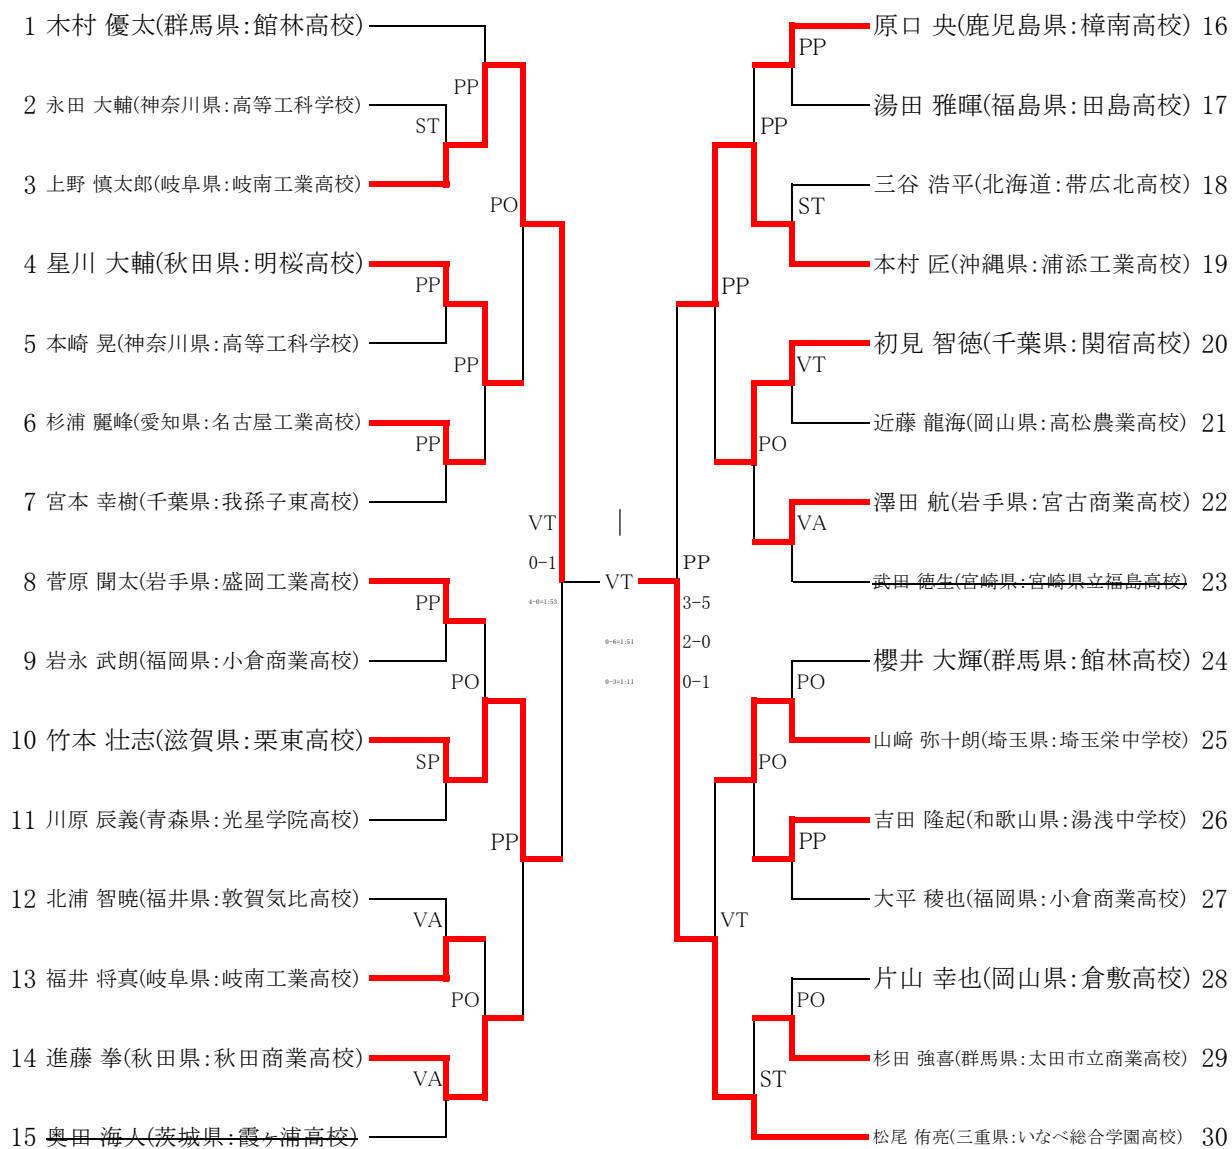 1 木村 優太(群馬県:館林高校)
PP
2 永田 大輔(神奈川県:高等工科学校)
ST
3 上野 慎太郎(岐阜県:岐南工業高校)
PO
4 星川 大輔(秋田県:明桜高校)
PP
5 本崎 晃(神奈川県:高等工科学校)
PP
6 杉浦 麗峰(愛知県:名古屋工業高校)
PP
7 宮本 幸樹(千葉県:我孫子東高校)
VT
0-1
4-0=1:53
8 菅原 聞太(岩手県:盛岡工業高校)
PP
9 岩永 武朗(福岡県:小倉商業高校)
PO
10 竹本 壮志(滋賀県:栗東高校)
SP
11 川原 辰義(青森県:光星学院高校)
PP
12 北浦 智暁(福井県:敦賀気比高校)
VA
13 福井 将真(岐阜県:岐南工業高校)
PO
14 進藤 拳(秋田県:秋田商業高校)
VA
15 奥田 海人(茨城県:霞ヶ浦高校)
VT
0-6=1:51
0-3=1:11
原口 央(鹿児島県:樟南高校) 16
PP
湯田 雅暉(福島県:田島高校) 17
PP
三谷 浩平(北海道:帯広北高校) 18
ST
本村 匠(沖縄県:浦添工業高校) 19
PP
初見 智徳(千葉県:関宿高校) 20
VT
近藤 龍海(岡山県:高松農業高校) 21
PO
澤田 航(岩手県:宮古商業高校) 22
VA
武田 徳生(宮崎県:宮崎県立福島高校) 23
PP
3-5
2-0
0-1
櫻井 大輝(群馬県:館林高校) 24
PO
山﨑 弥十朗(埼玉県:埼玉栄中学校) 25
PO
吉田 隆起(和歌山県:湯浅中学校) 26
PP
大平 稜也(福岡県:小倉商業高校) 27
VT
片山 幸也(岡山県:倉敷高校) 28
PO
杉田 強喜(群馬県:太田市立商業高校) 29
ST
松尾 侑亮(三重県:いなべ総合学園高校) 30